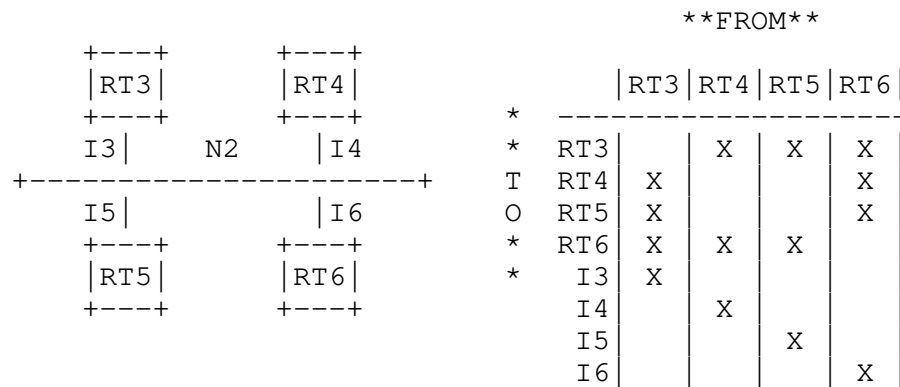 **FROM**
    +---+      +---+
    |RT3|      |RT4|                  |RT3|RT4|RT5|RT6|
    +---+      +---+        *  --------------------
    I3|    N2     |I4       *  RT3|   | X | X | X |
+----------------------+    T  RT4| X |   |   | X |
    I5|           |I6       O  RT5| X |   |   | X |
    +---+      +---+        *  RT6| X | X | X |   |
    |RT5|      |RT6|        *   I3| X |   |   |   |
    +---+      +---+            I4|   | X |   |   |
                                I5|   |   | X |   |
                                I6|   |   |   | X |